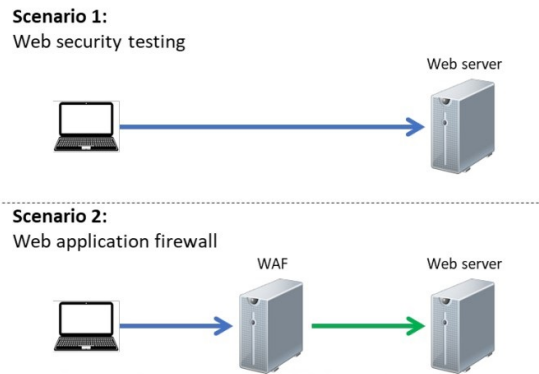 Scenario 1:
Web security testing
Web server
Scenario 2:
Web application firewall
WAF
Web server